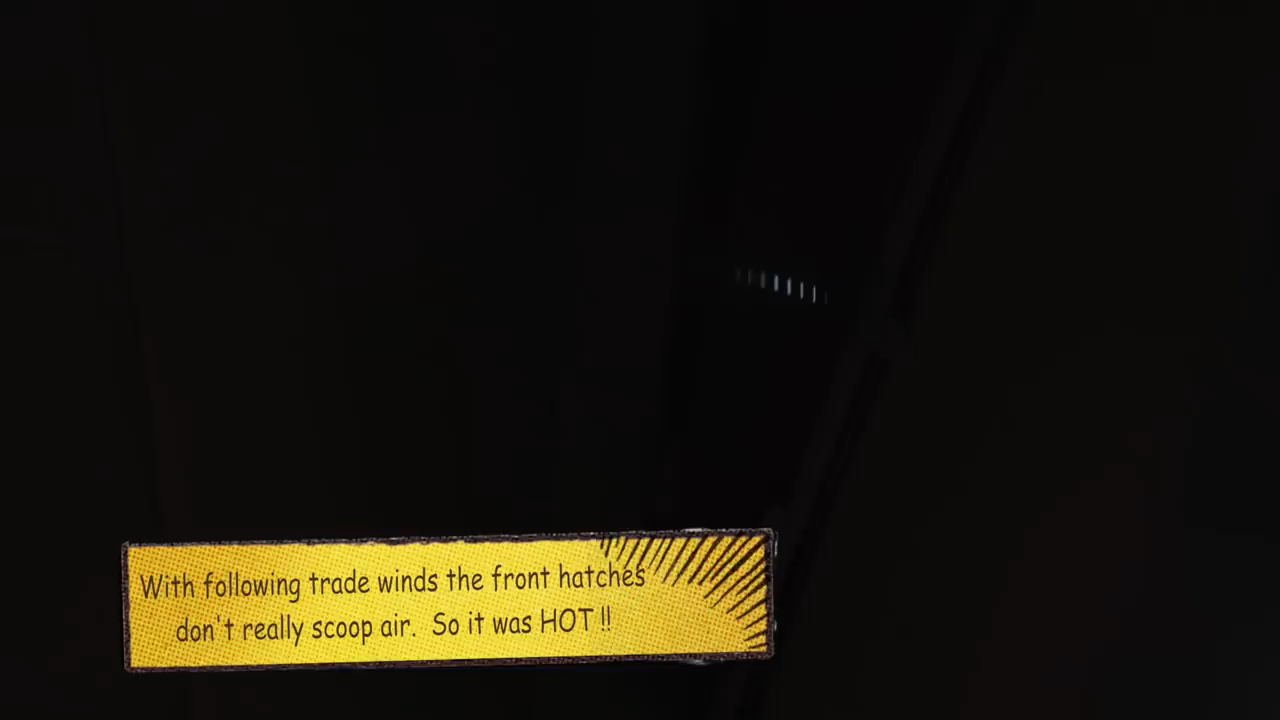 With following trade winds the front hatches
don't really scoop air.  So it was HOT !!